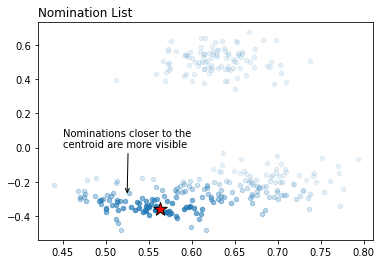 Nomination List
0.6
0.4
0.2
0.0
−0.2
−0.4
Nominations closer to the
centroid are more visible
0.45 0.50 0.55 0.60 0.65 0.70 0.75 0.80